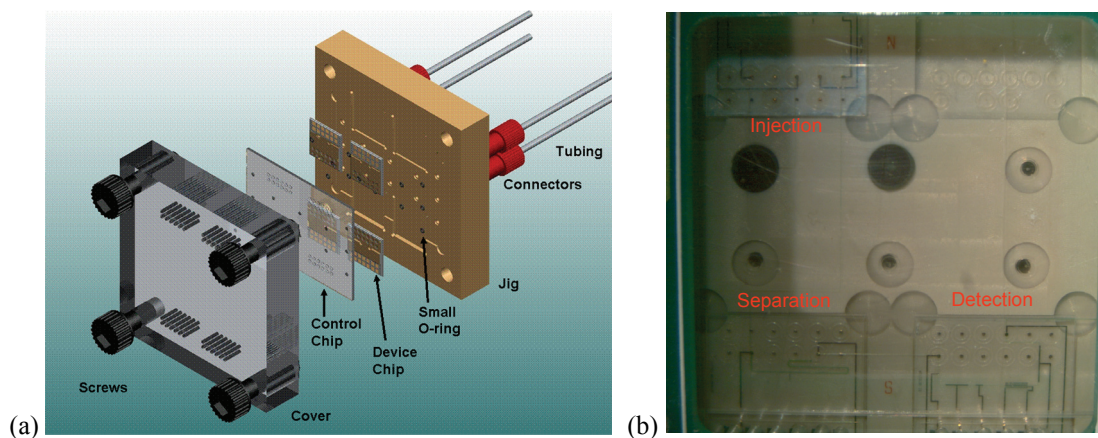 Tubing
Connectors
Jig
Small
O-ring
Control
Chip
Device
Chip
Screws
Cover
(a)
N
Injection
Separation
Detection
S
(b)